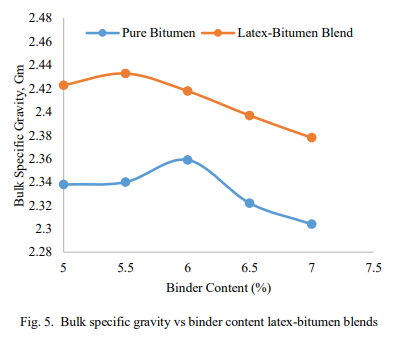 2.48
2.46
Pure Bitumen Latex-Bitumen Blend
2.44
2.42
2.4
2.38
2.36
2.34
2.32
2.3
2.28
Bulk Specific Gravity, Gm
5 5.5 6 6.5 7 7.5
Binder Content (%)
Fig. 5. Bulk specific gravity vs binder content latex-bitumen blends